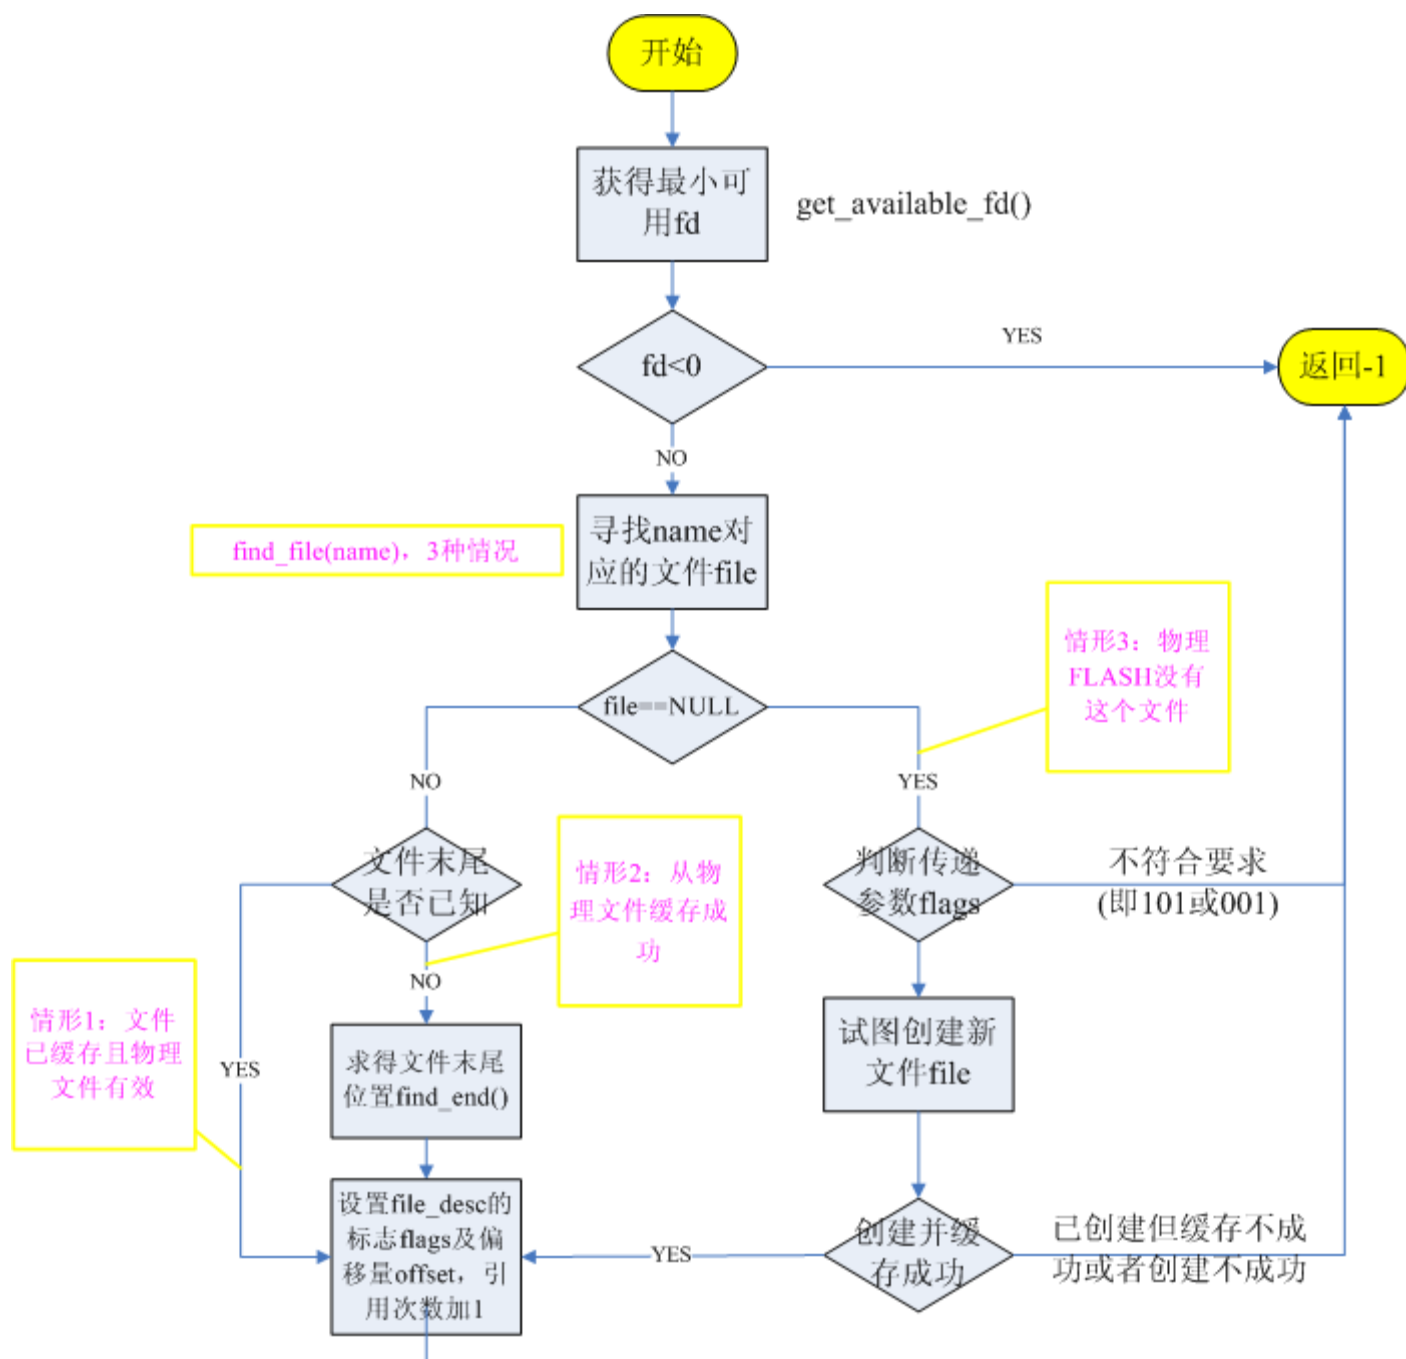 开始
获得最小可
用fd
get_available_fd()
fd<0
YES
返回-1
NO
寻找name对
应的文件file
find_file(name)，3种情况
情形3：物理
FLASH没有
这个文件
file==NULL
NO
YES
文件末尾
是否已知
情形2：从物
理文件缓存成
功
判断传递
参数flags
不符合要求
(即101或001)
NO
情形1：文件
已缓存且物理
文件有效
YES
求得文件末尾
位置find_end()
试图创建新
文件file
设置file_desc的
标志flags及偏
移量offset，引
用次数加1
YES
创建并缓
存成功
已创建但缓存不成
功或者创建不成功